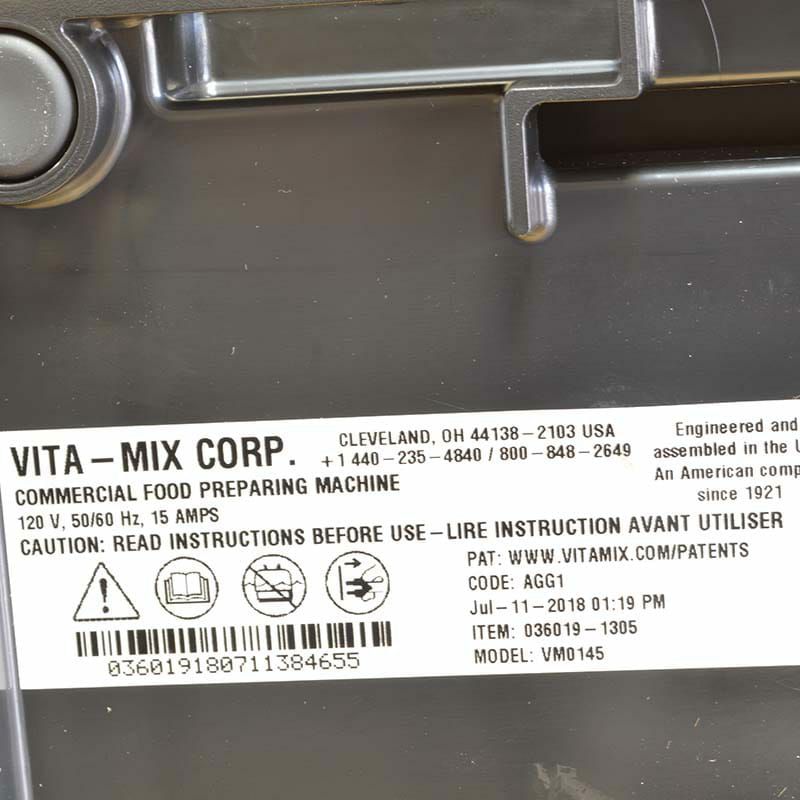 VITA-MIX CORP.
CLEVELAND, OH 44138-2103 USA
+1 440-235-4840 / 800-848-2649
Engineered and
assembled in the
An American
since 1921
COMMERCIAL FOOD PREPARING MACHINE
120 V, 50/60 Hz, 15 AMPS
CAUTION: READ INSTRUCTIONS BEFORE USE-LIRE INSTRUCTION AVANT UTILISER
PAT: WWW.VITAMIX.COM/PATENTS
CODE: AGG1
Jul-11-2018 01:19 PM
ITEM: 036019-1305
MODEL: VM0145
036019180711384655